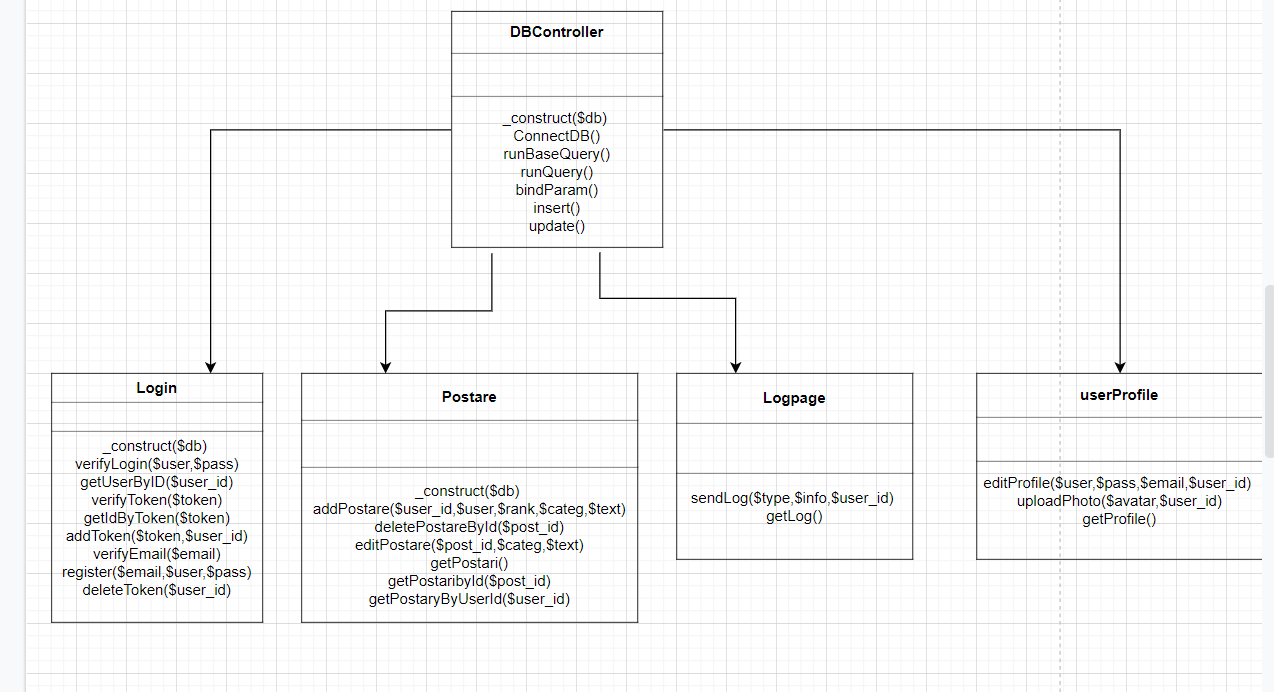 DBController
_construct($db)
ConnectDB()
runBaseQuery()
runQuery()
bindParam()
insert()
update()
Login
_construct($db)
verifyLogin($user,$pass)
getUserByID($user_id)
verifyToken($token)
getIdByToken($token)
addToken($token,$user_id)
verifyEmail($email)
register($email,$user,$pass)
deleteToken($user_id)
Postare
_construct($db)
addPostare($user_id,$user,$rank,$categ,$text)
deletePostareById($post_id)
editPostare($post_id,$categ,$text)
getPostari()
getPostaribyId($post_id)
getPostaryByUserId($user_id)
Logpage
sendLog($type,$info,$user_id)
getLog()
userProfile
editProfile($user,$pass,$email,$user_id)
uploadPhoto($avatar,$user_id)
getProfile()